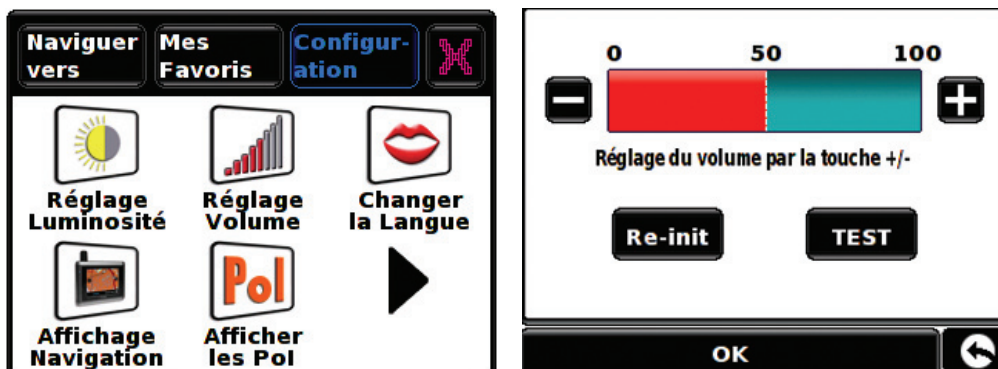 Naviguer vers
Mes Favoris
Configur-ation
Réglage Luminosité
Réglage Volume
Changer la Langue
PoI
Affichage Navigation
Afficher les PoI
0 50 100
Réglage du volume par la touche +/-
Re-init TEST
OK